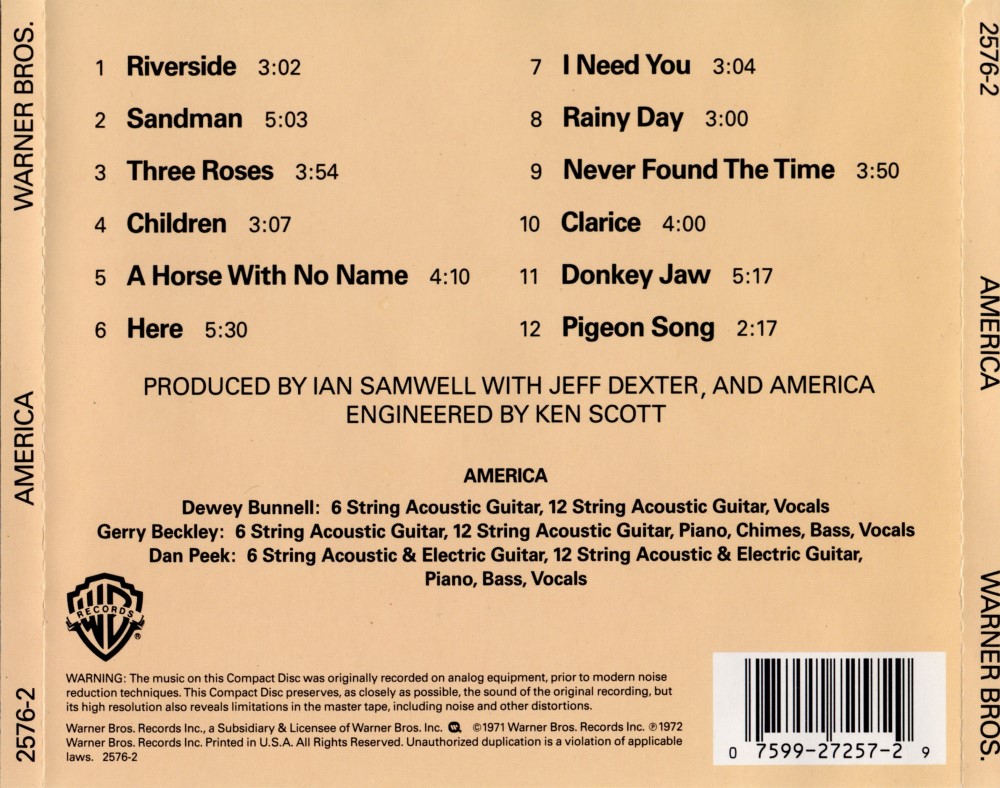 WARNER BROS.
AMERICA
2576-2
1 Riverside 3:02
2 Sandman 5:03
3 Three Roses 3:54
4 Children 3:07
5 A Horse With No Name 4:10
6 Here 5:30
7 I Need You 3:04
8 Rainy Day 3:00
9 Never Found The Time 3:50
10 Clarice 4:00
11 Donkey Jaw 5:17
12 Pigeon Song 2:17
PRODUCED BY IAN SAMWELL WITH JEFF DEXTER, AND AMERICA
ENGINEERED BY KEN SCOTT
AMERICA
Dewey Bunnell: 6 String Acoustic Guitar, 12 String Acoustic Guitar, Vocals
Gerry Beckley: 6 String Acoustic Guitar, 12 String Acoustic Guitar, Piano, Chimes, Bass, Vocals
Dan Peek: 6 String Acoustic & Electric Guitar, 12 String Acoustic & Electric Guitar,
Piano, Bass, Vocals
WB
RECORDS
®
WARNING: The music on this Compact Disc was originally recorded on analog equipment, prior to modern noise
reduction techniques. This Compact Disc preserves, as closely as possible, the sound of the original recording, but
its high resolution also reveals limitations in the master tape, including noise and other distortions.
Warner Bros. Records Inc., a Subsidiary & Licensee of Warner Bros. Inc. ©1971 Warner Bros. Records Inc. ℗1972
Warner Bros. Records Inc. Printed in U.S.A. All Rights Reserved. Unauthorized duplication is a violation of applicable
laws. 2576-2
0 7599-27257-2 9
2576-2
AMERICA
WARNER BROS.